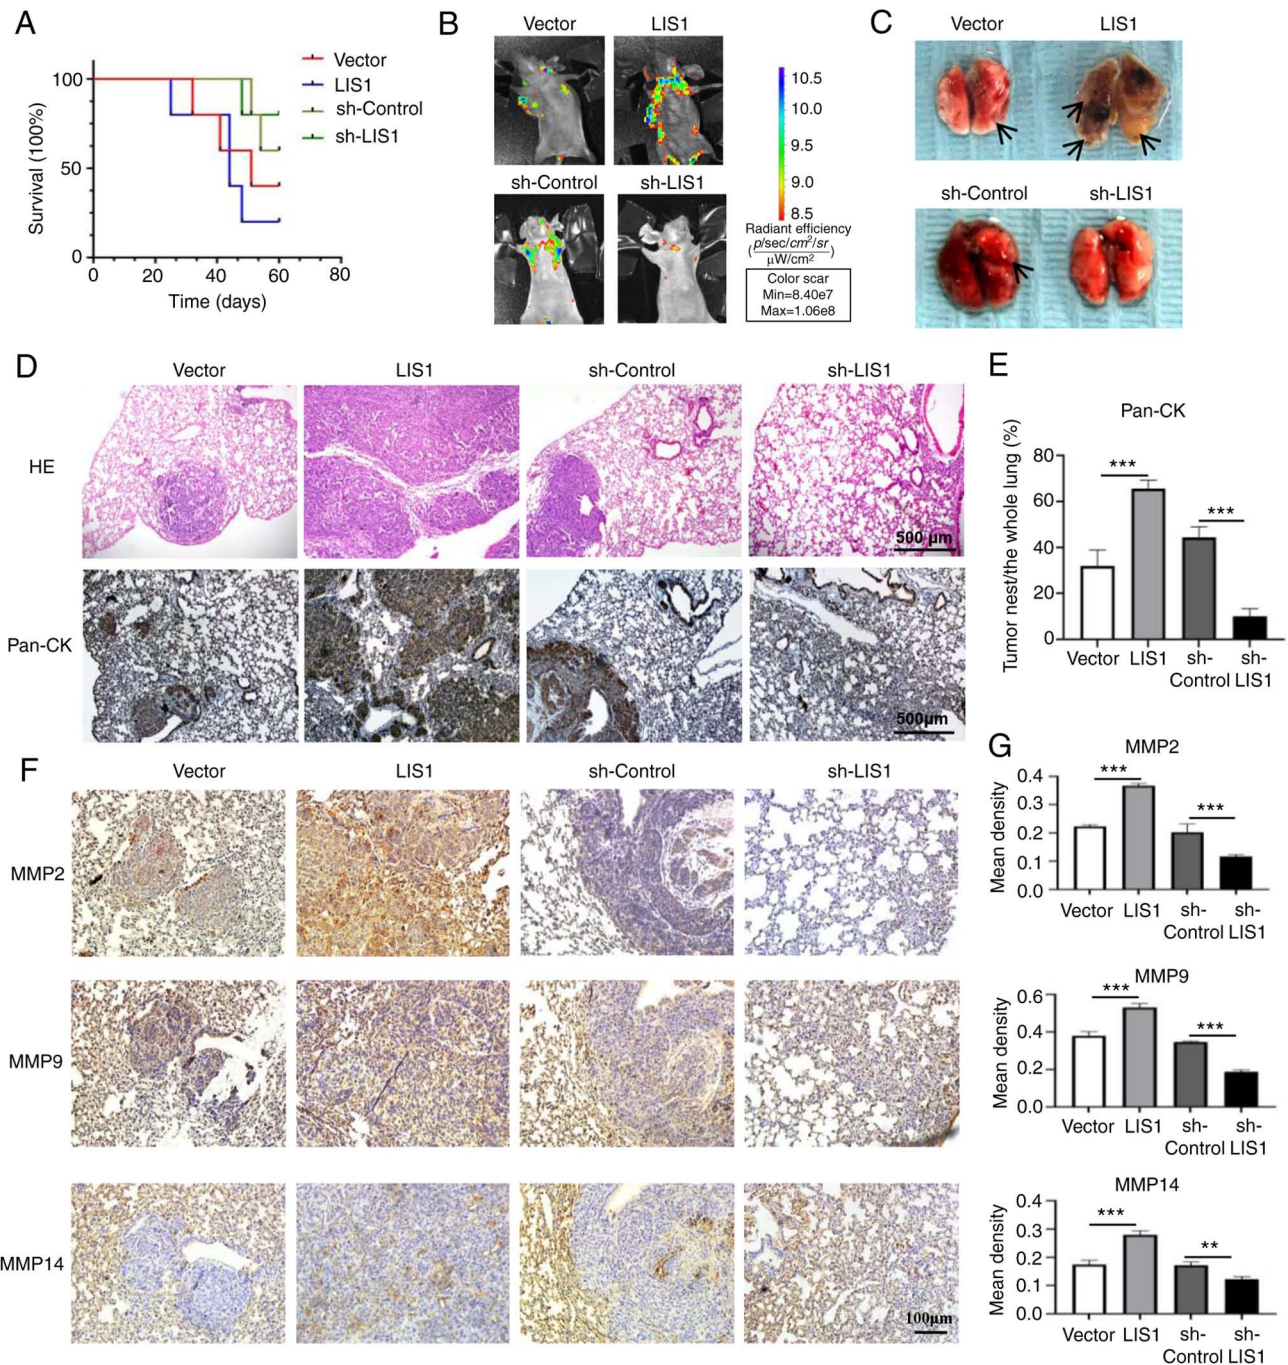 A
100
50
0
Survival (100%)
0 20 40 60 80
Time (days)
Vector
LIS1
sh-Control
sh-LIS1
B
Vector LIS1
sh-Control sh-LIS1
10.5
10.0
9.5
9.0
8.5
Radiant efficiency
(p/sec/cm²/sr)
μW/cm²
Color scar
Min=8.40e7
Max=1.06e8
C
Vector LIS1
sh-Control sh-LIS1
D
Vector LIS1 sh-Control sh-LIS1
HE
500 μm
Pan-CK
500μm
E
Pan-CK
Tumor nest/the whole lung (%)
80
60
40
20
0
***
***
Vector LIS1 sh- sh-
Control LIS1
F
Vector LIS1 sh-Control sh-LIS1
MMP2
MMP9
MMP14
100μm
G
MMP2
Mean density
0.4
0.3
0.2
0.1
0.0
***
***
Vector LIS1 sh- sh-
Control LIS1
MMP9
Mean density
0.6
0.4
0.2
0.0
***
***
Vector LIS1 sh- sh-
Control LIS1
MMP14
Mean density
0.4
0.3
0.2
0.1
0.0
***
**
Vector LIS1 sh- sh-
Control LIS1